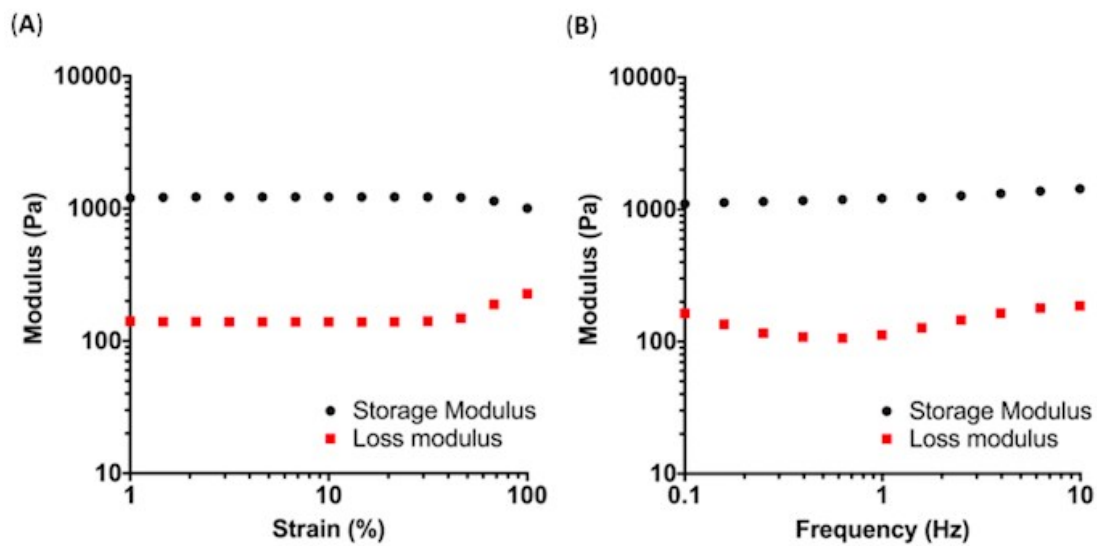 (A)
10000
1000
100
10
Modulus (Pa)
1
10
100
Strain (%)
Storage Modulus
Loss modulus
(B)
10000
1000
100
10
Modulus (Pa)
0.1
1
10
Frequency (Hz)
Storage Modulus
Loss modulus